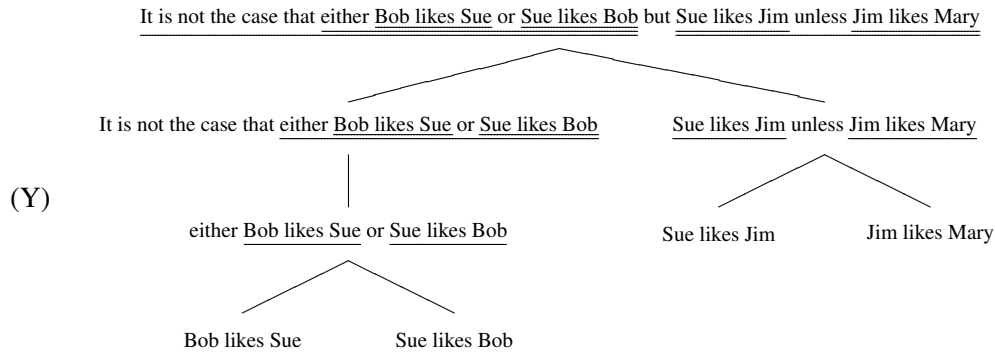 It is not the case that either Bob likes Sue or Sue likes Bob but Sue likes Jim unless Jim likes Mary
It is not the case that either Bob likes Sue or Sue likes Bob
Sue likes Jim unless Jim likes Mary
(Y)
either Bob likes Sue or Sue likes Bob
Sue likes Jim
Jim likes Mary
Bob likes Sue
Sue likes Bob